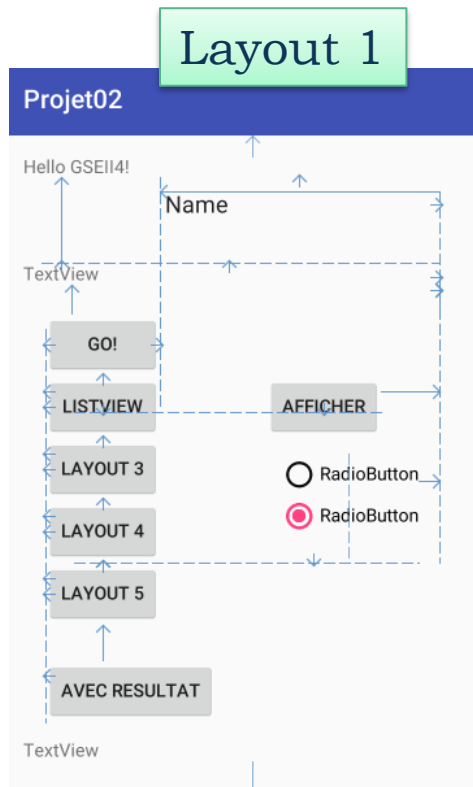 Layout 1
Projet02
Hello GSEII4!
Name
TextView
GO!
LISTVIEW
AFFICHER
LAYOUT 3
RadioButton
LAYOUT 4
RadioButton
LAYOUT 5
AVEC RESULTAT
TextView